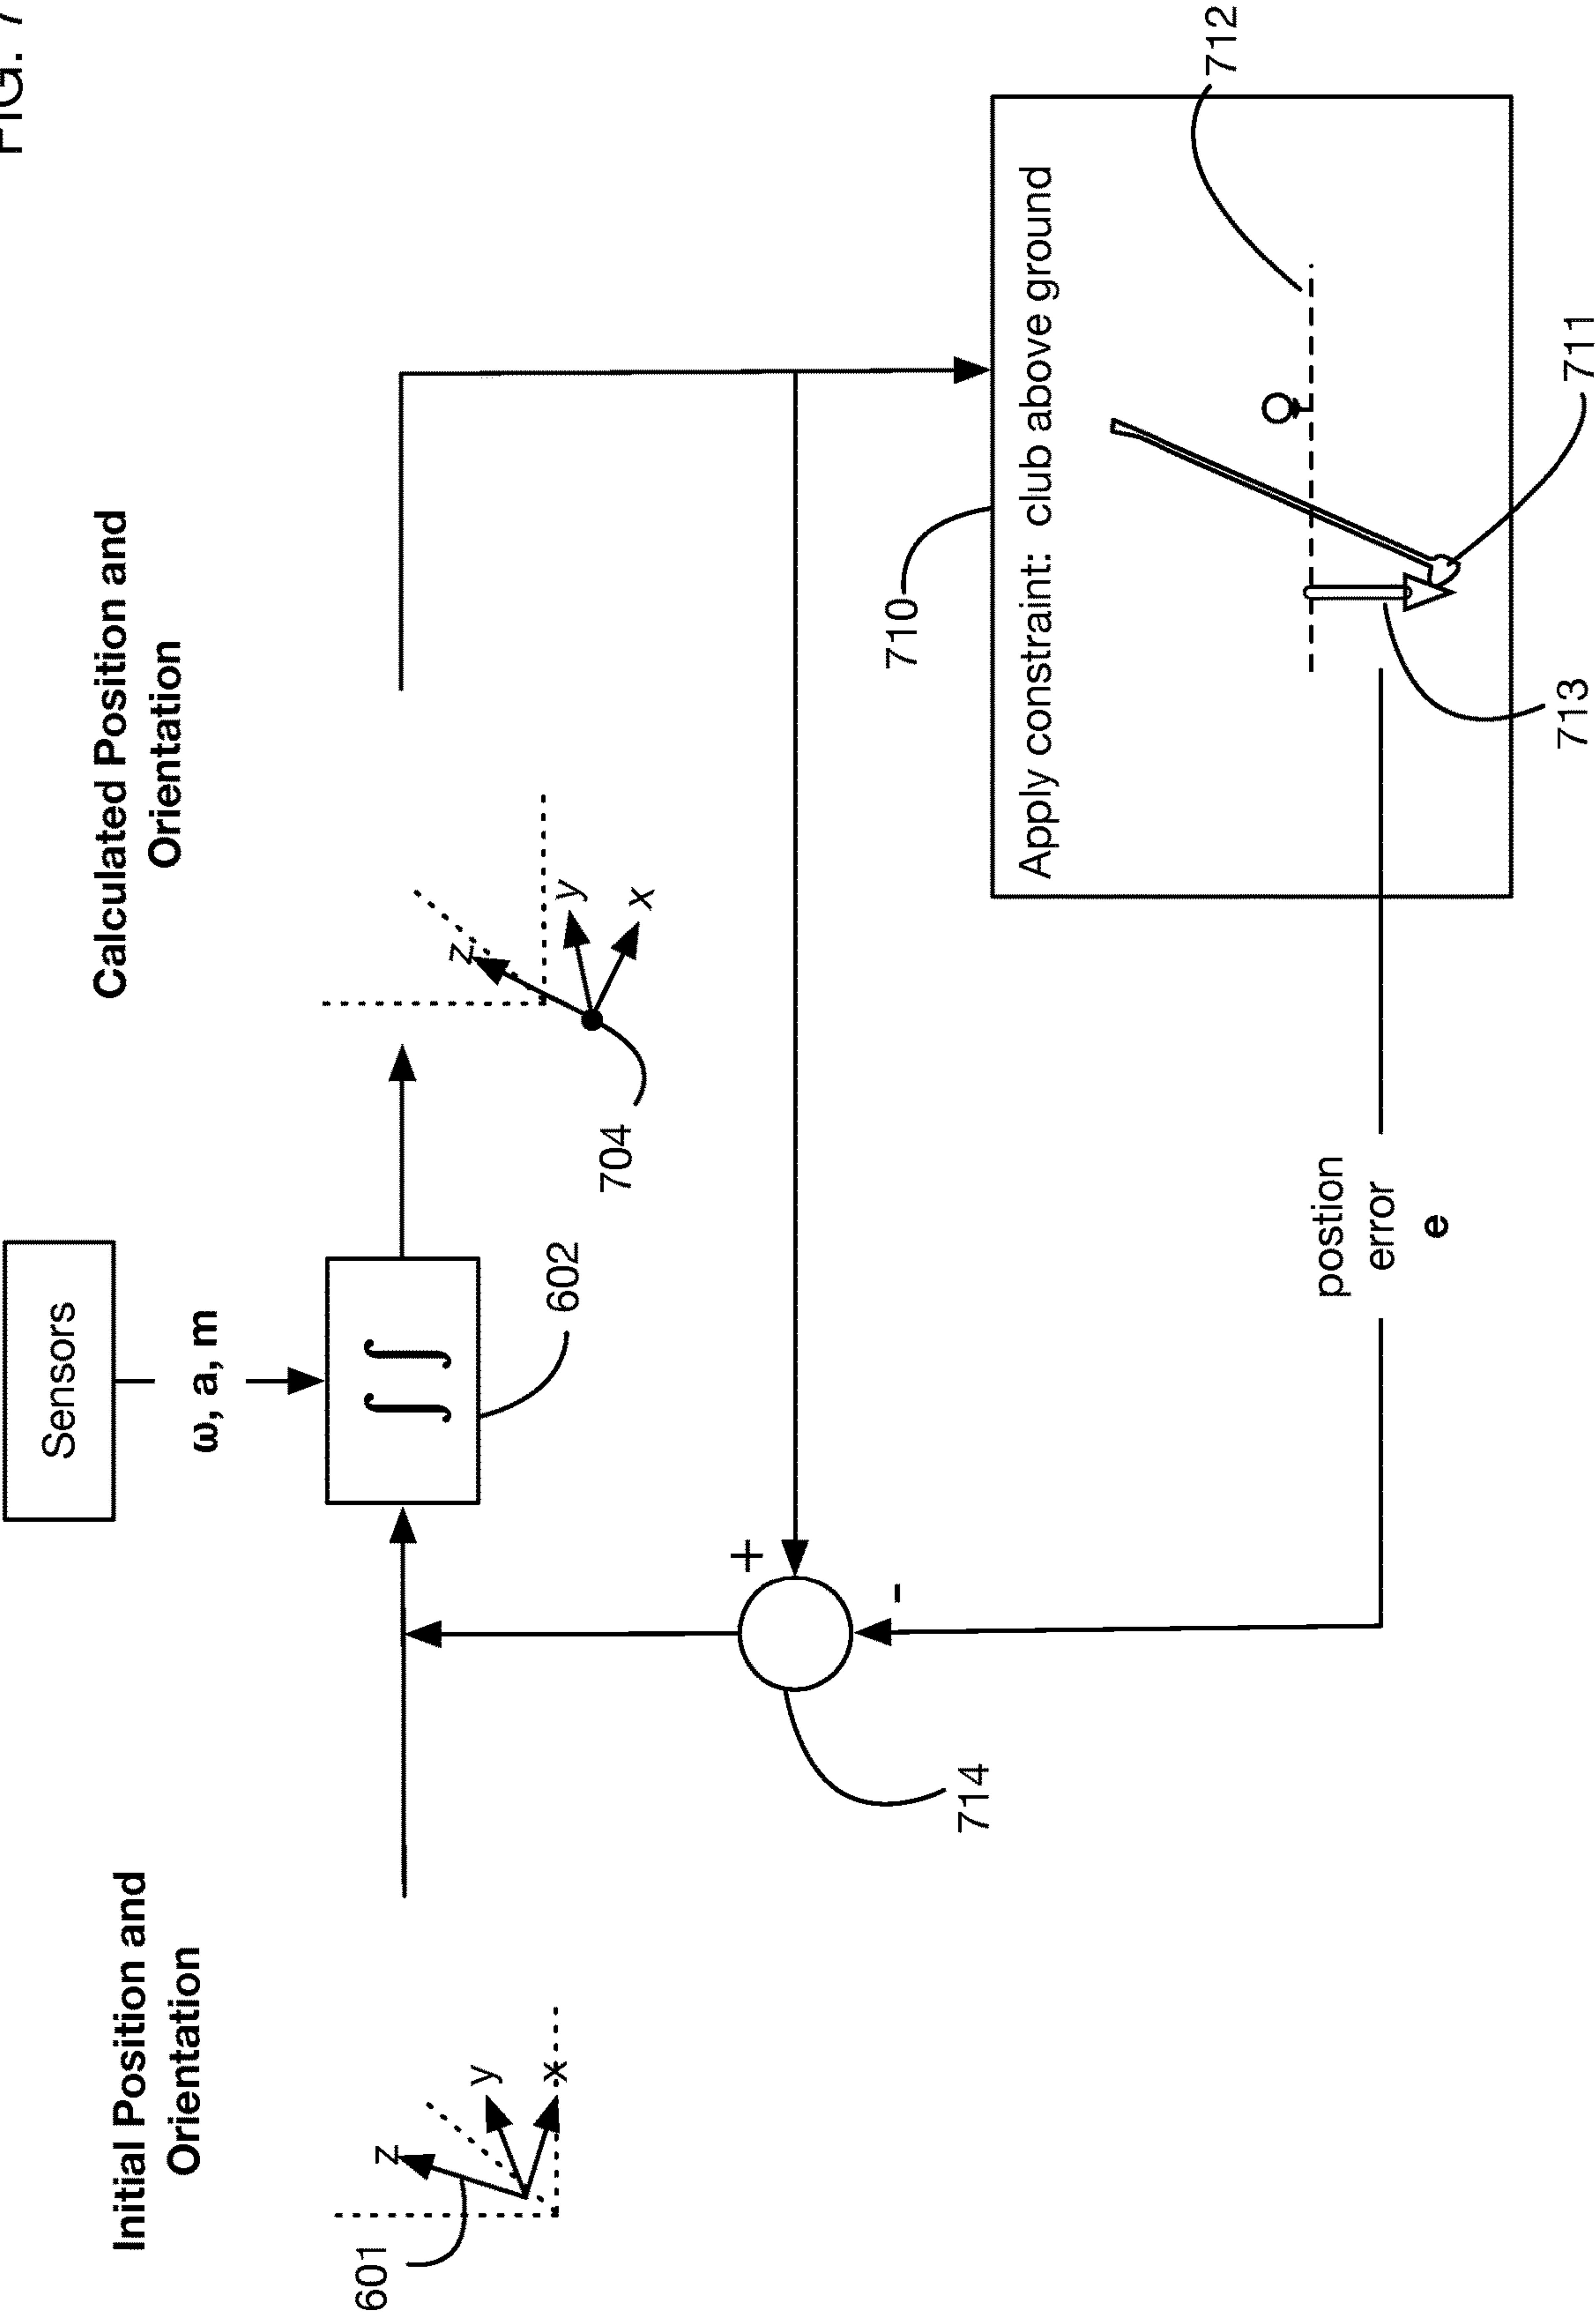 FIG. 7
Sensors
ω, a, m
Initial Position and
Orientation
Calculated Position and
Orientation
∫ ∫
602
601
z
y
x
704
z
y
x
714
+
-
710
Apply constraint: club above ground
712
711
713
postion
error
e